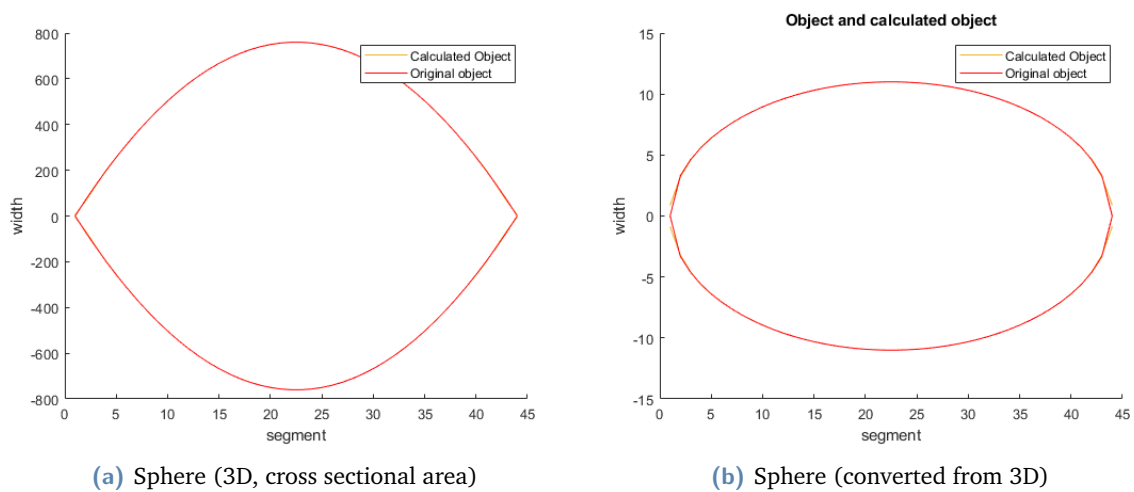 800
600
400
200
0
-200
-400
-600
-800
0 5 10 15 20 25 30 35 40 45
width
segment
Calculated Object
Original object
(a) Sphere (3D, cross sectional area)
Object and calculated object
15
10
5
0
-5
-10
-15
0 5 10 15 20 25 30 35 40 45
width
segment
Calculated Object
Original object
(b) Sphere (converted from 3D)